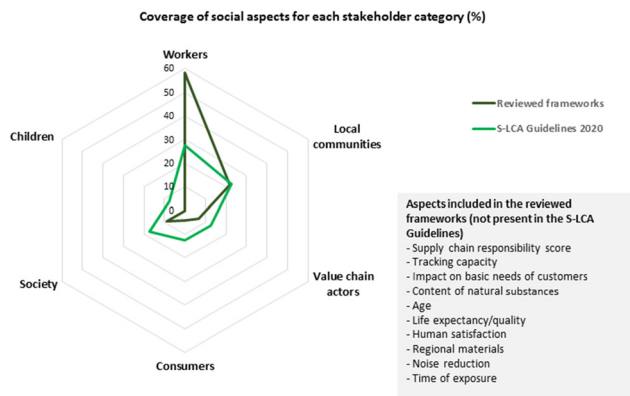 Coverage of social aspects for each stakeholder category (%)
Workers
60
50
40
30
20
10
0
Children
Local
communities
Society
Value chain
actors
Consumers
Reviewed frameworks
S-LCA Guidelines 2020
Aspects included in the reviewed
frameworks (not present in the S-LCA
Guidelines)
- Supply chain responsibility score
- Tracking capacity
- Impact on basic needs of customers
- Content of natural substances
- Age
- Life expectancy/quality
- Human satisfaction
- Regional materials
- Noise reduction
- Time of exposure